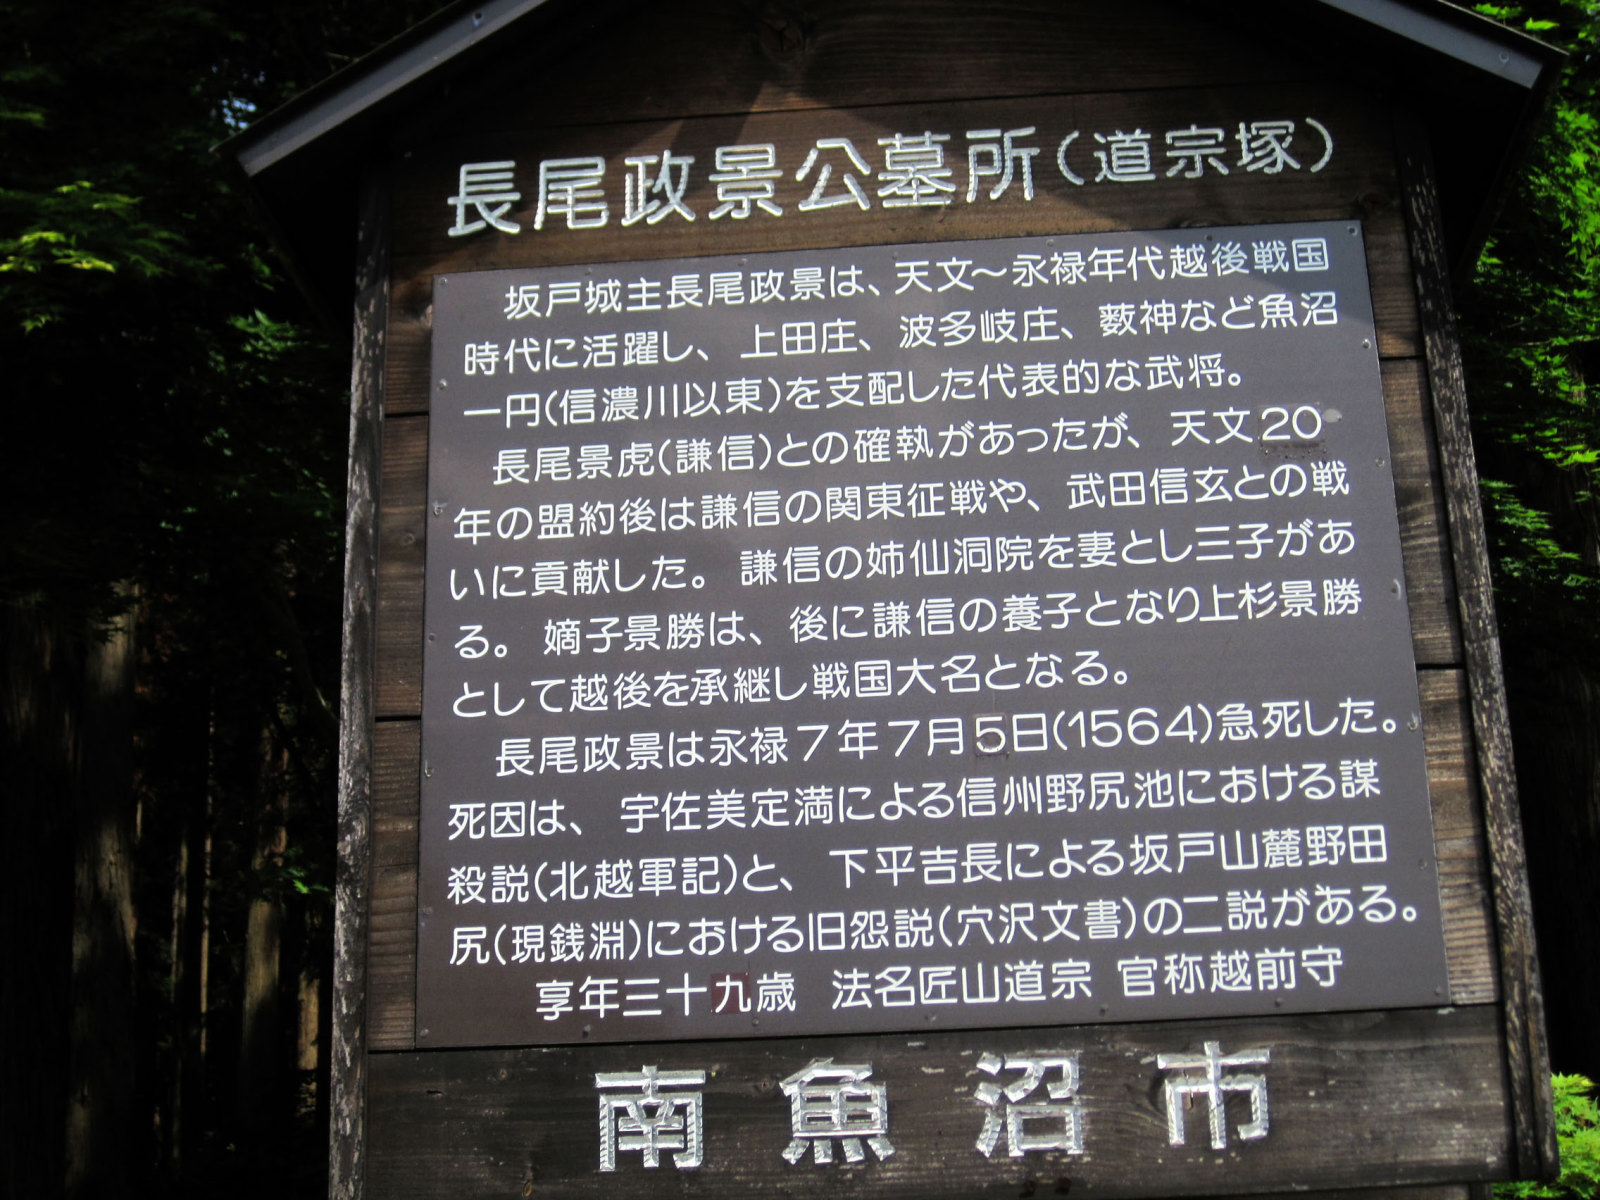 長尾政景公墓所(道宗塚)
坂戸城主長尾政景は、天文～永禄年代越後戦国
時代に活躍し、上田庄、波多岐庄、薮神など魚沼
一円(信濃川以東)を支配した代表的な武将。
長尾景虎(謙信)との確執があったが、天文20
年の盟約後は謙信の関東征戦や、武田信玄との戦
いに貢献した。謙信の姉仙洞院を妻とし三子があ
る。嫡子景勝は、後に謙信の養子となり上杉景勝
として越後を承継し戦国大名となる。
長尾政景は永禄7年7月5日(1564)急死した。
死因は、宇佐美定満による信州野尻池における謀
殺説(北越軍記)と、下平吉長による坂戸山麓野田
尻(現銭淵)における旧怨説(穴沢文書)の二説がある。
享年三十九歳 法名匠山道宗 官称越前守
南魚沼市